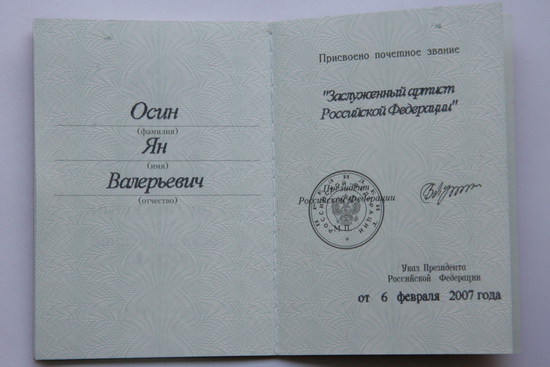 Осин
(фамилия)
Ян
(имя)
Валерьевич
(отчество)
Присвоено почетное звание
"Заслуженный артист
Российской Федерации"
Президент
Российской Федерации
М.П.
Указ Президента
Российской Федерации
от 6 февраля 2007 года